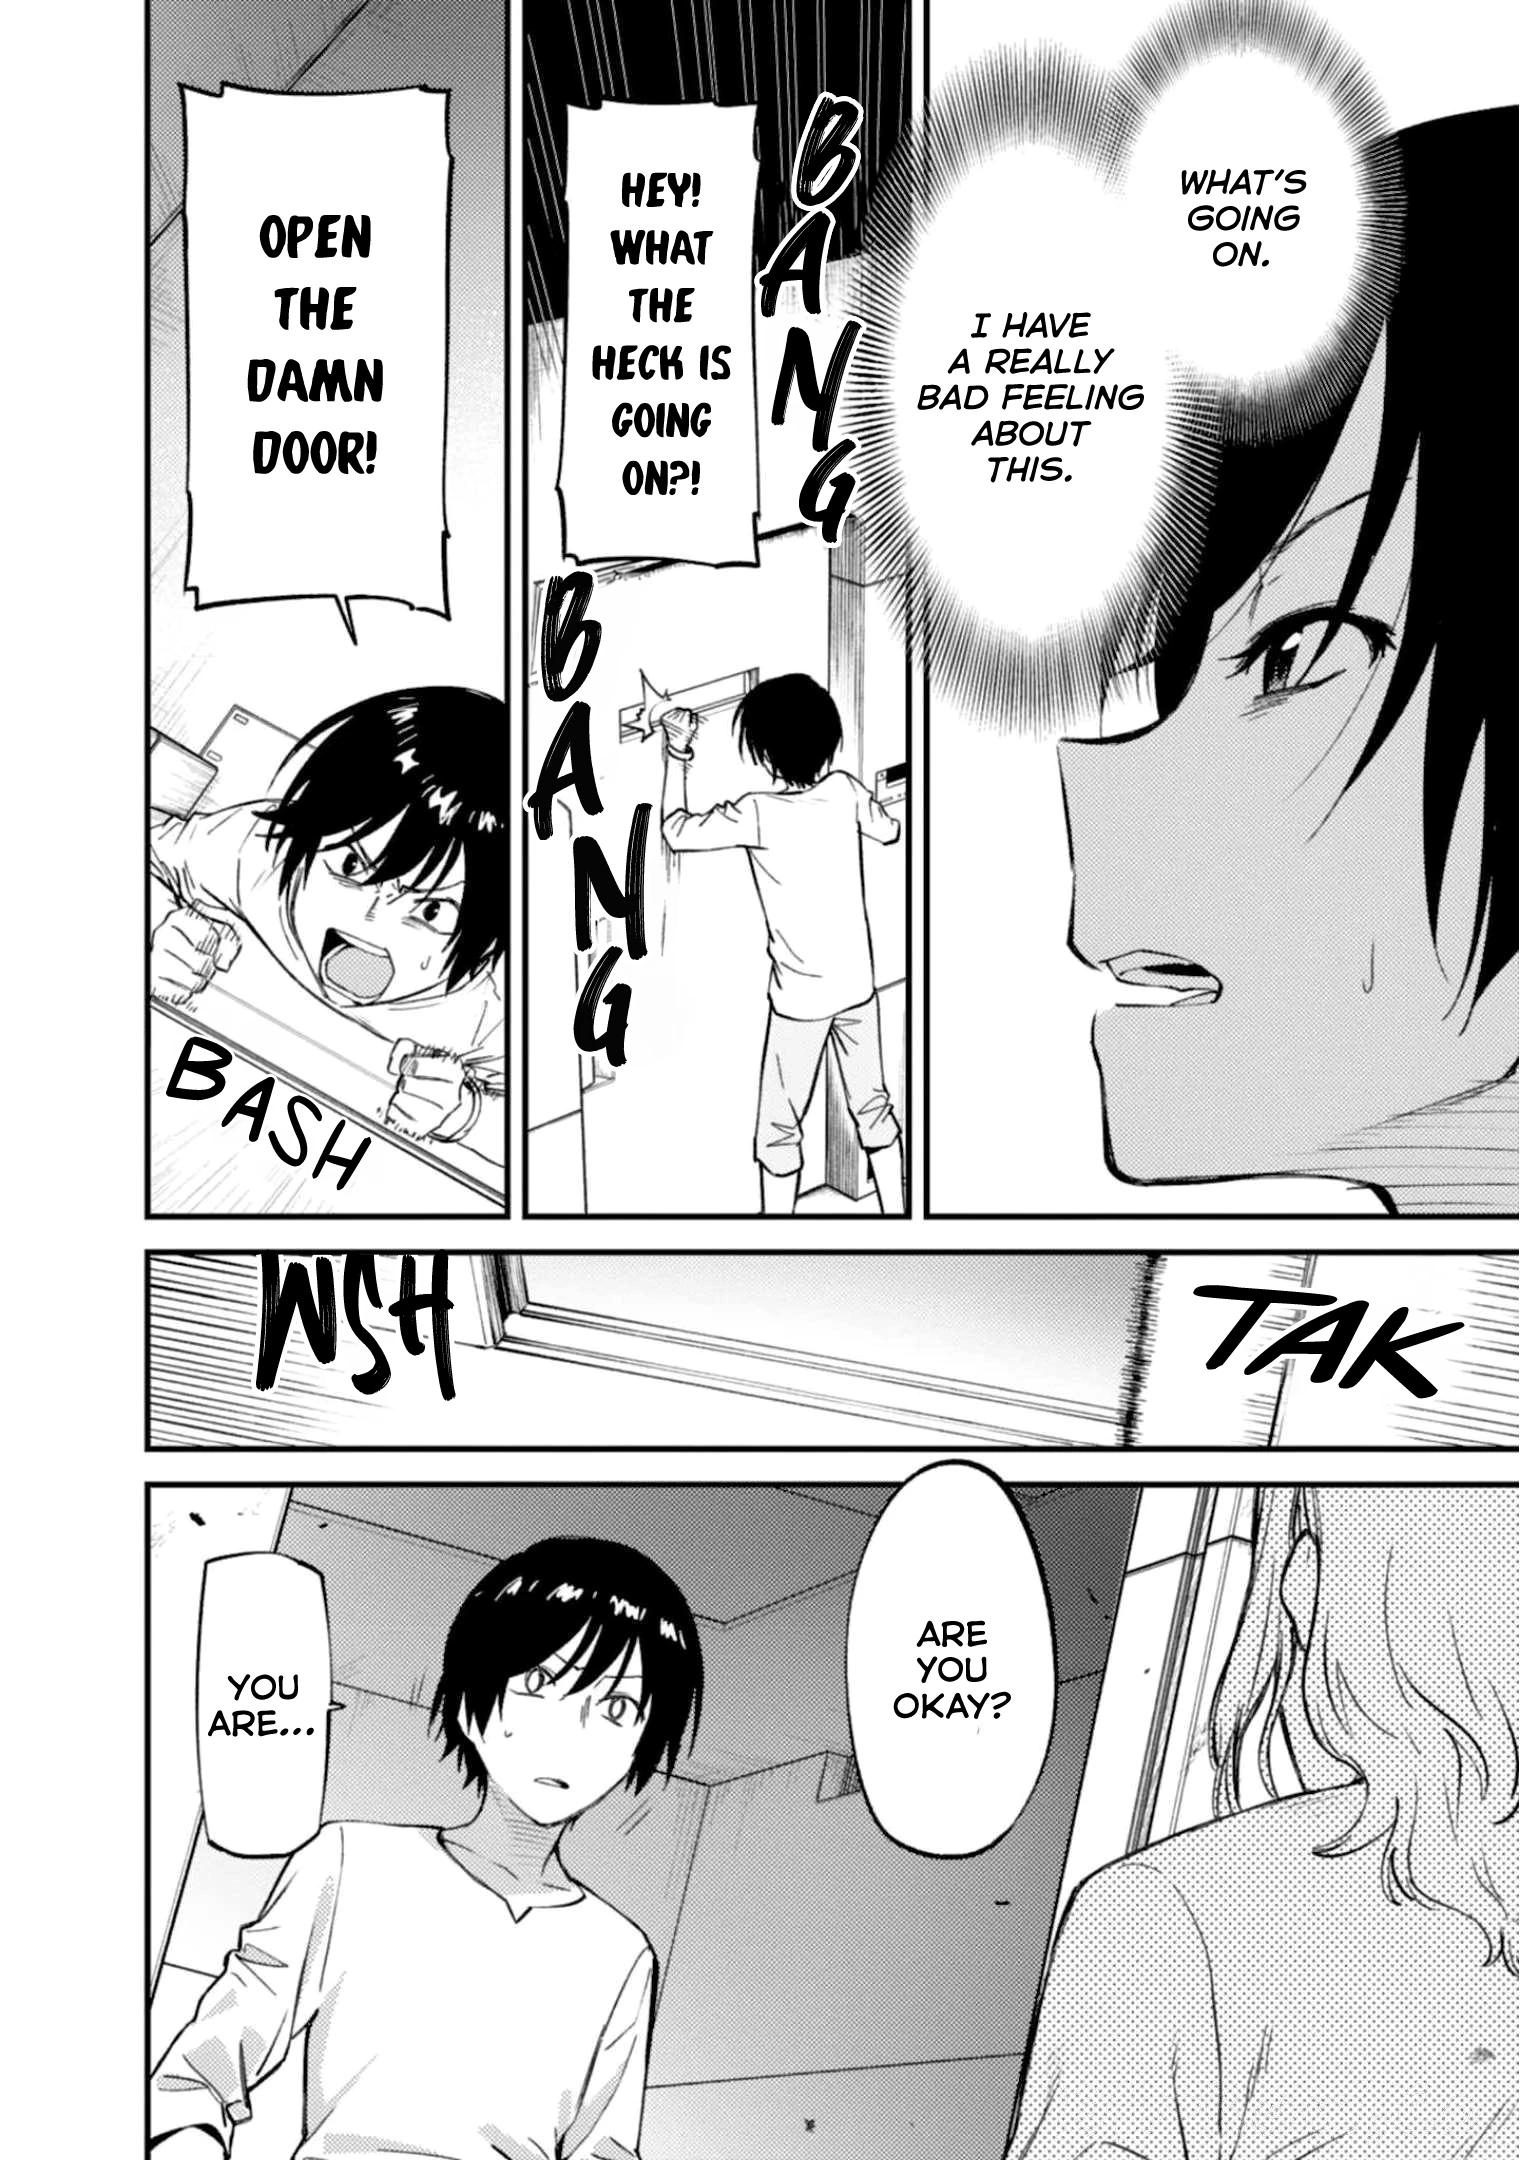 WHAT'S
GOING
ON.
I HAVE
A REALLY
BAD FEELING
ABOUT
THIS.
BANG
HEY!
WHAT
THE
HECK IS
GOING
ON?!
BANG
OPEN
THE
DAMN
DOOR!
BASH
TAK
WSH
ARE
YOU
OKAY?
YOU
ARE...